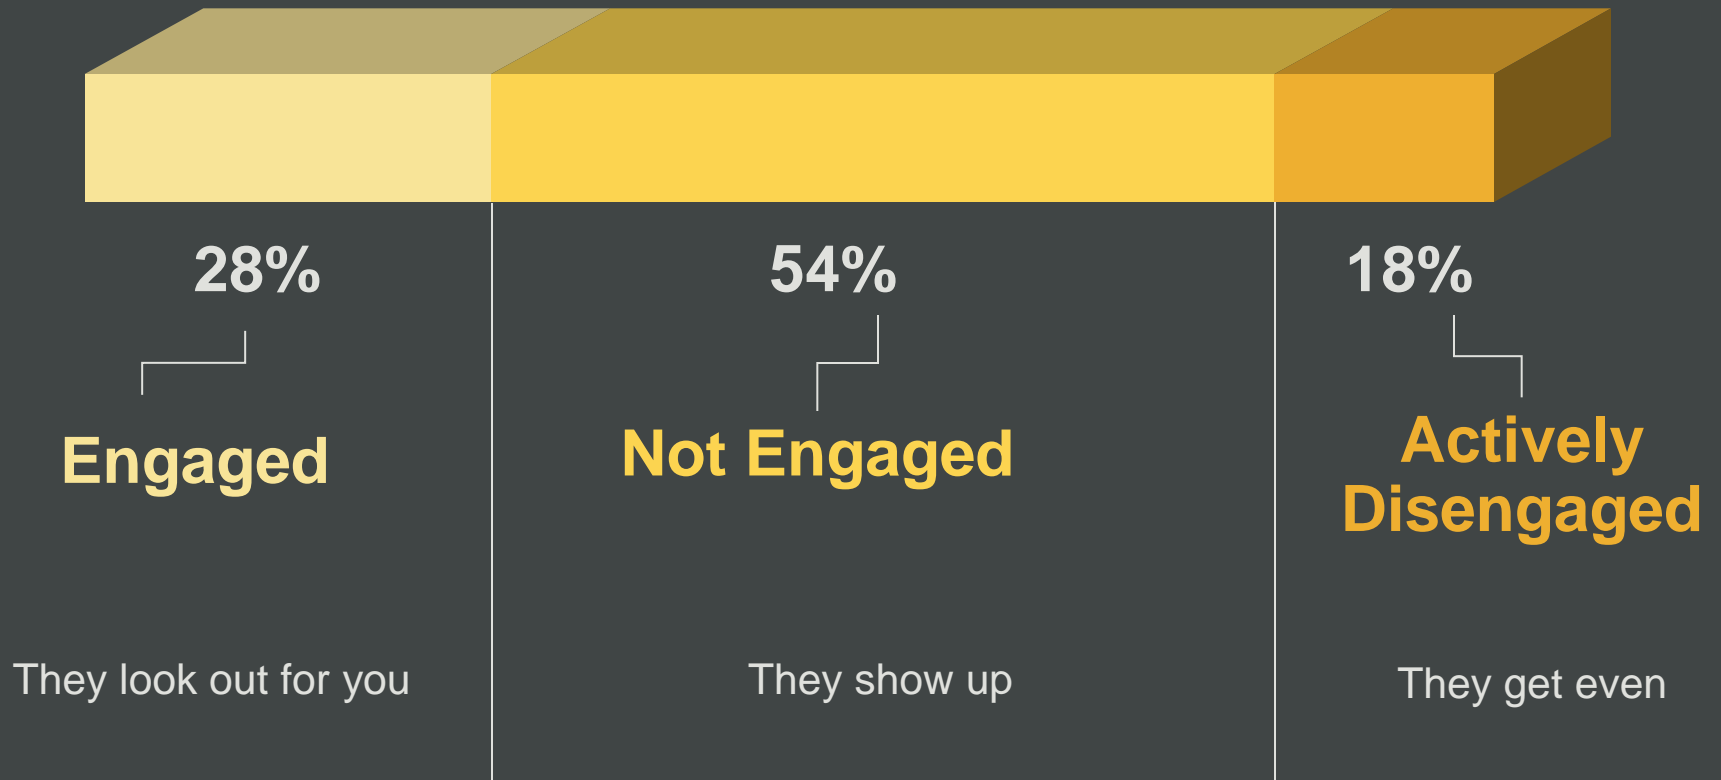 28%
54%
18%
Engaged
Not Engaged
Actively
Disengaged
They look out for you
They show up
They get even